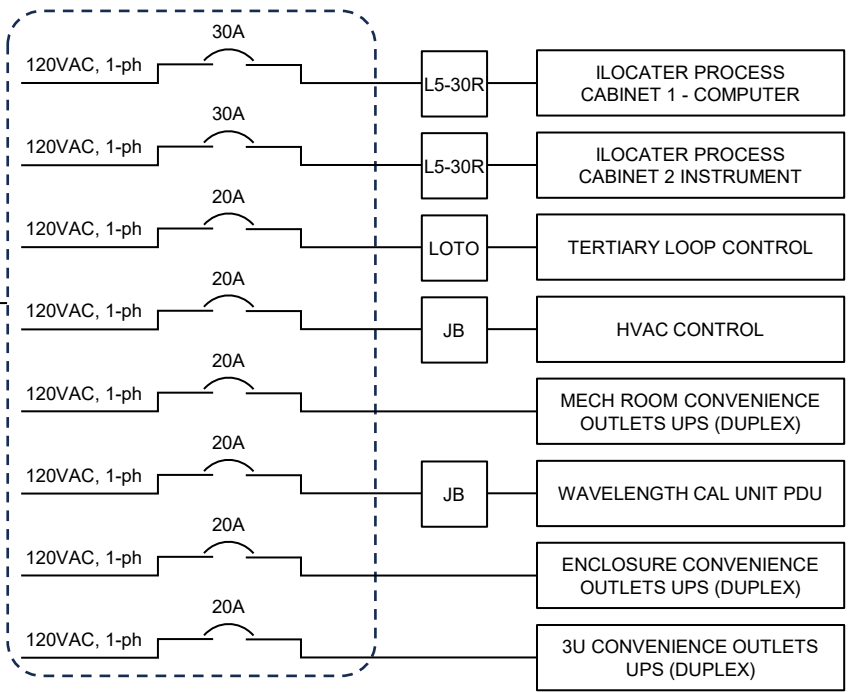 30A
120VAC, 1-ph
L5-30R
ILOCATER PROCESS
CABINET 1 - COMPUTER
30A
120VAC, 1-ph
L5-30R
ILOCATER PROCESS
CABINET 2 INSTRUMENT
20A
120VAC, 1-ph
LOTO
TERTIARY LOOP CONTROL
20A
120VAC, 1-ph
JB
HVAC CONTROL
20A
120VAC, 1-ph
MECH ROOM CONVENIENCE
OUTLETS UPS (DUPLEX)
20A
120VAC, 1-ph
JB
WAVELENGTH CAL UNIT PDU
20A
120VAC, 1-ph
ENCLOSURE CONVENIENCE
OUTLETS UPS (DUPLEX)
20A
120VAC, 1-ph
3U CONVENIENCE OUTLETS
UPS (DUPLEX)